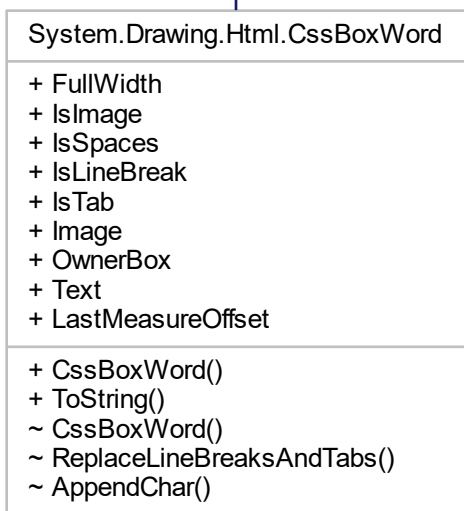 System.Drawing.Html.CssBoxWord
+ FullWidth
+ IsImage
+ IsSpaces
+ IsLineBreak
+ IsTab
+ Image
+ OwnerBox
+ Text
+ LastMeasureOffset
+ CssBoxWord()
+ ToString()
~ CssBoxWord()
~ ReplaceLineBreaksAndTabs()
~ AppendChar()